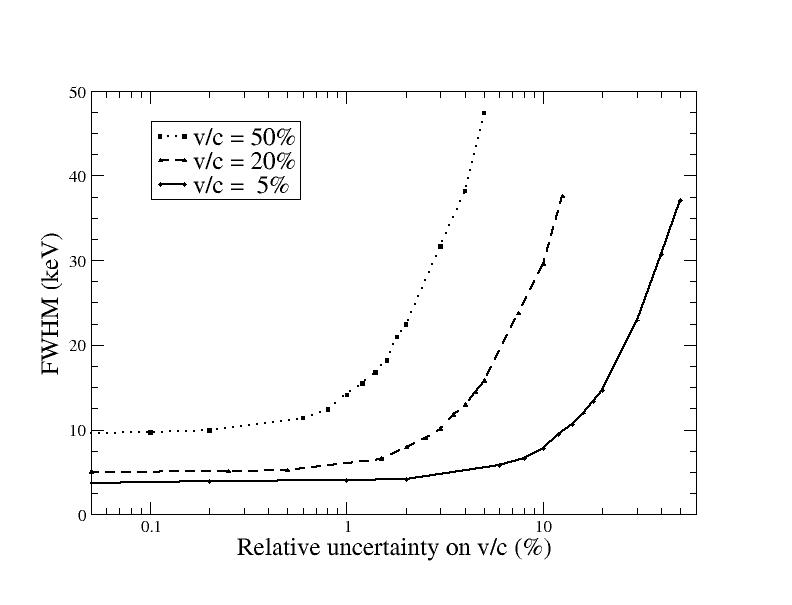 50
40
30
20
10
0
FWHM (keV)
v/c = 50%
v/c = 20%
v/c =  5%
0.1
1
10
Relative uncertainty on v/c (%)